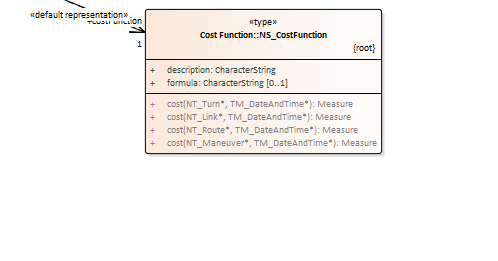 «default representation»
+costFunction
1
«type»
Cost Function::NS_CostFunction
{root}
+ description: CharacterString
+ formula: CharacterString [0..1]
+ cost(NT_Turn*, TM_DateAndTime*): Measure
+ cost(NT_Link*, TM_DateAndTime*): Measure
+ cost(NT_Route*, TM_DateAndTime*): Measure
+ cost(NT_Maneuver*, TM_DateAndTime*): Measure